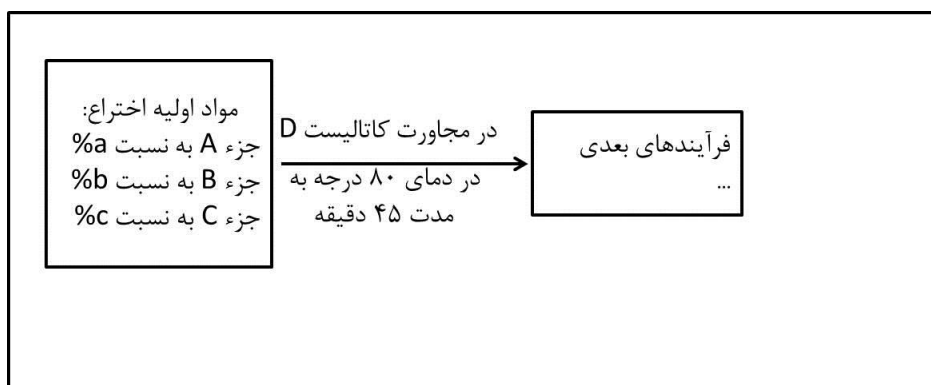 مواد اولیه اختراع:
جزء A به نسبت a%
جزء B به نسبت b%
جزء C به نسبت c%
در مجاورت کاتالیست D
در دمای ۸۰ درجه به
مدت ۴۵ دقیقه
فرآیندهای بعدی
...